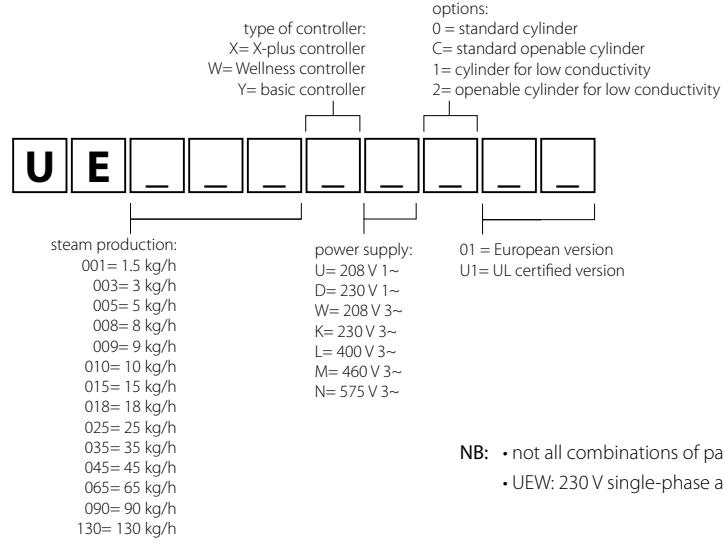 type of controller:
X= X-plus controller
W= Wellness controller
Y= basic controller
options:
0 = standard cylinder
C= standard openable cylinder
1= cylinder for low conductivity
2= openable cylinder for low conductivity
U E _ _ _ _ _ _ _ _
steam production:
001= 1.5 kg/h
003= 3 kg/h
005= 5 kg/h
008= 8 kg/h
009= 9 kg/h
010= 10 kg/h
015= 15 kg/h
018= 18 kg/h
025= 25 kg/h
035= 35 kg/h
045= 45 kg/h
065= 65 kg/h
090= 90 kg/h
130= 130 kg/h
power supply:
U= 208 V 1~
D= 230 V 1~
W= 208 V 3~
K= 230 V 3~
L= 400 V 3~
M= 460 V 3~
N= 575 V 3~
01 = European version
U1= UL certified version
NB: • not all combinations of pa
• UEW: 230 V single-phase a